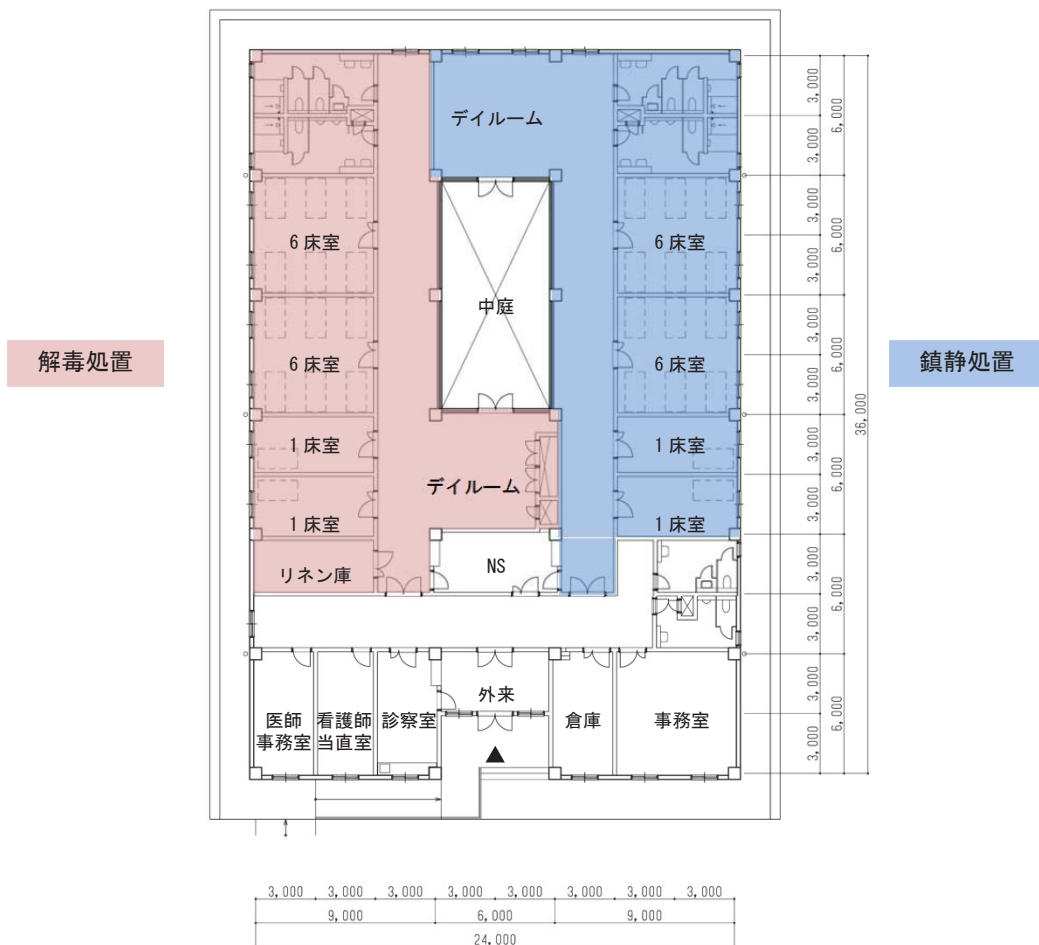 デイルーム
6 床室
6 床室
中庭
6 床室
6 床室
解毒処置
鎮静処置
1 床室
1 床室
デイルーム
1 床室
1 床室
リネン庫
NS
外来
医師
事務室
看護師
当直室
診察室
倉庫
事務室
3,000
3,000
3,000
3,000
3,000
3,000
3,000
3,000
3,000
3,000
3,000
3,000
6,000
6,000
6,000
6,000
6,000
6,000
36,000
3,000 3,000 3,000 3,000 3,000 3,000 3,000 3,000
9,000 6,000 9,000
24,000